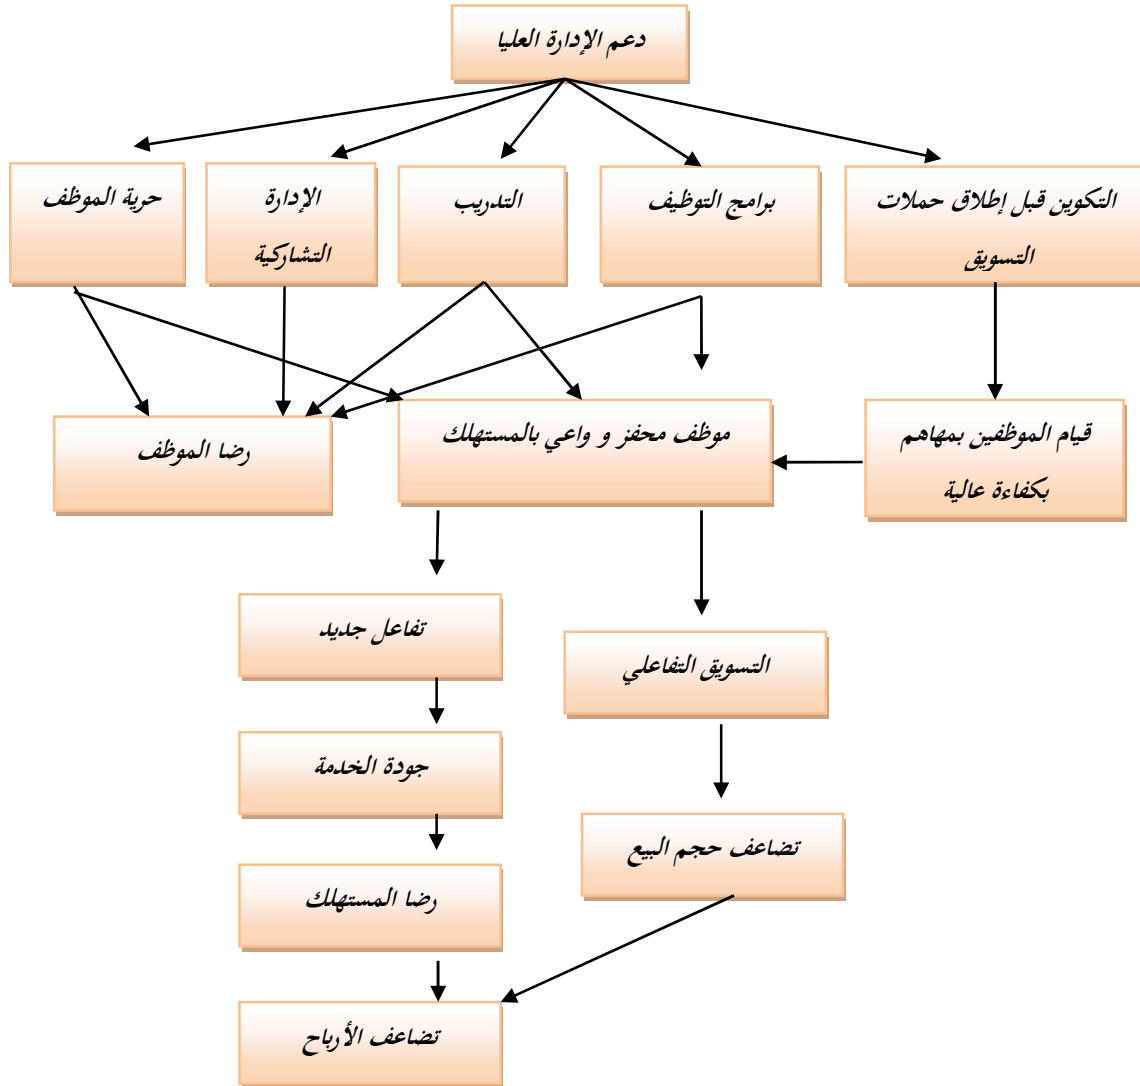 دعم الإدارة العليا
التكوين قبل إطلاق حملات
التسويق
برامج التوظيف
التدريب
الإدارة
التشاركية
حرية الموظف
قيام الموظفين بمهاهم
بكفاءة عالية
موظف محفز و واعي بالمستهلك
رضا الموظف
تفاعل جديد
التسويق التفاعلي
جودة الخدمة
تضاعف حجم البيع
رضا المستهلك
تضاعف الأرباح